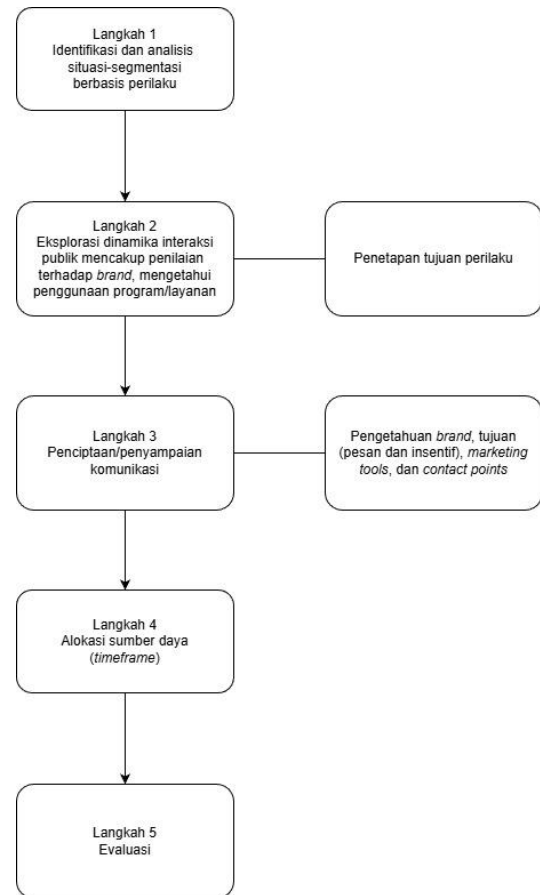 Langkah 1
Identifikasi dan analisis
situasi-segmentasi
berbasis perilaku
Langkah 2
Eksplorasi dinamika interaksi
publik mencakup penilaian
terhadap brand, mengetahui
penggunaan program/layanan
Penetapan tujuan perilaku
Langkah 3
Penciptaan/penyampaian
komunikasi
Pengetahuan brand, tujuan
(pesan dan insentif), marketing
tools, dan contact points
Langkah 4
Alokasi sumber daya
(timeframe)
Langkah 5
Evaluasi